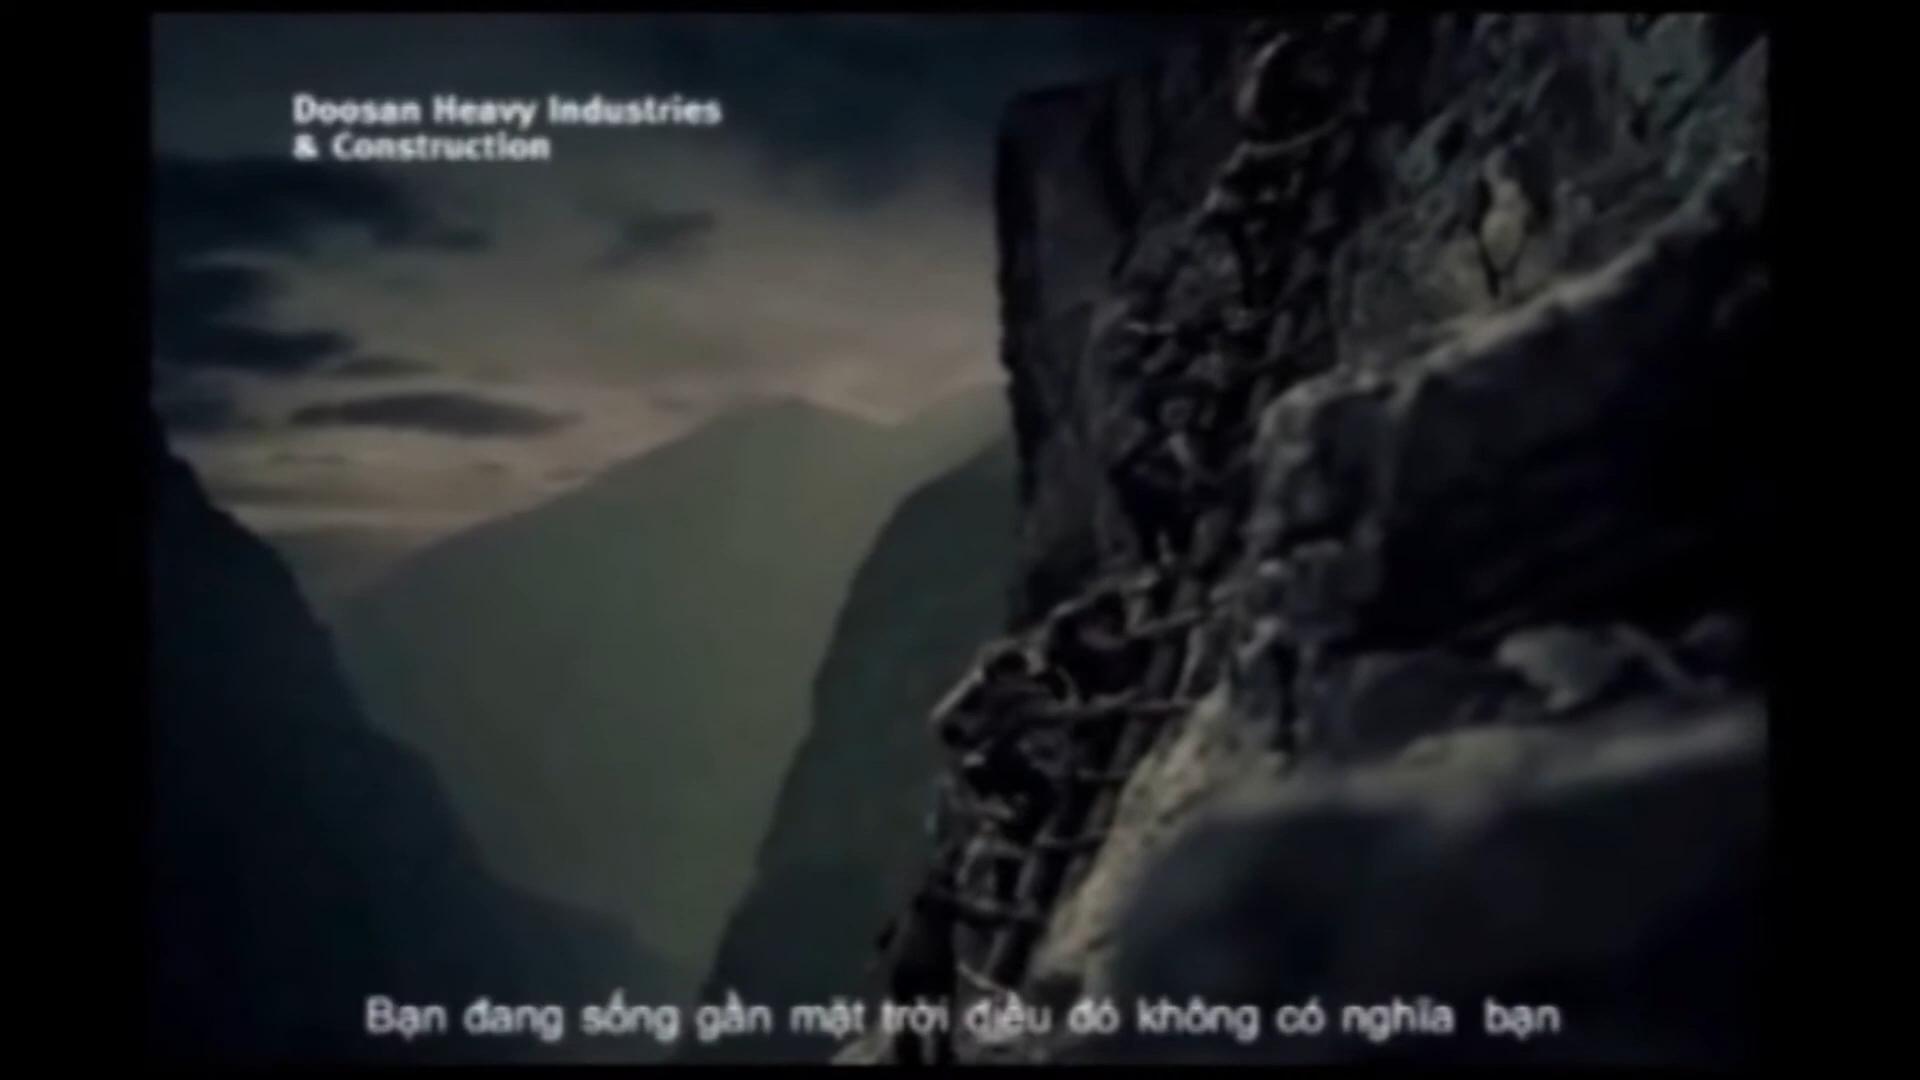 Doosan Heavy Industries
& Construction
Bạn đang sống gần mặt trời điều đó không có nghĩa bạn